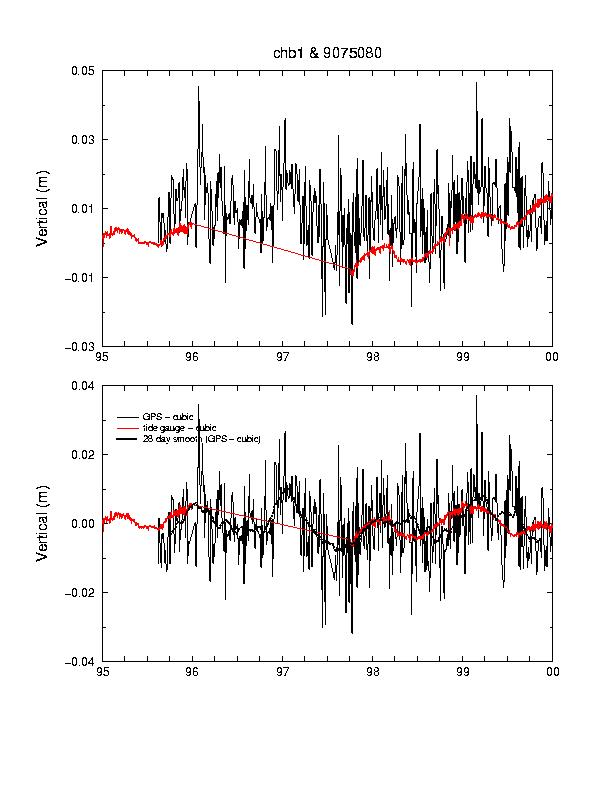 chb1 & 9075080
0.05
0.03
0.01
−0.01
−0.03
Vertical (m)
95 96 97 98 99 00
0.04
0.02
0.00
−0.02
−0.04
Vertical (m)
GPS − cubic
tide gauge − cubic
28 day smooth (GPS − cubic)
95 96 97 98 99 00